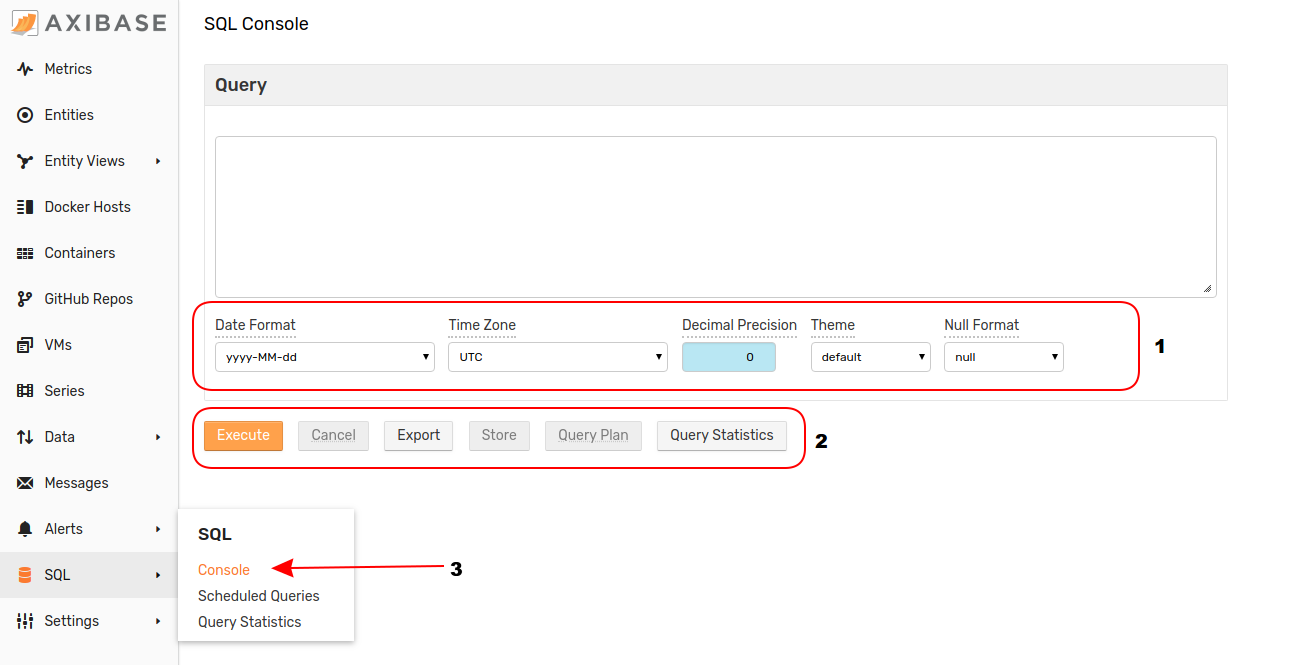 AXIBASE
Metrics
Entities
Entity Views
Docker Hosts
Containers
GitHub Repos
VMs
Series
Data
Messages
Alerts
SQL
Settings
SQL Console
Query
Date Format Time Zone Decimal Precision Theme Null Format
yyyy-MM-dd UTC 0 default null
1
Execute Cancel Export Store Query Plan Query Statistics
2
SQL
Console
3
Scheduled Queries
Query Statistics